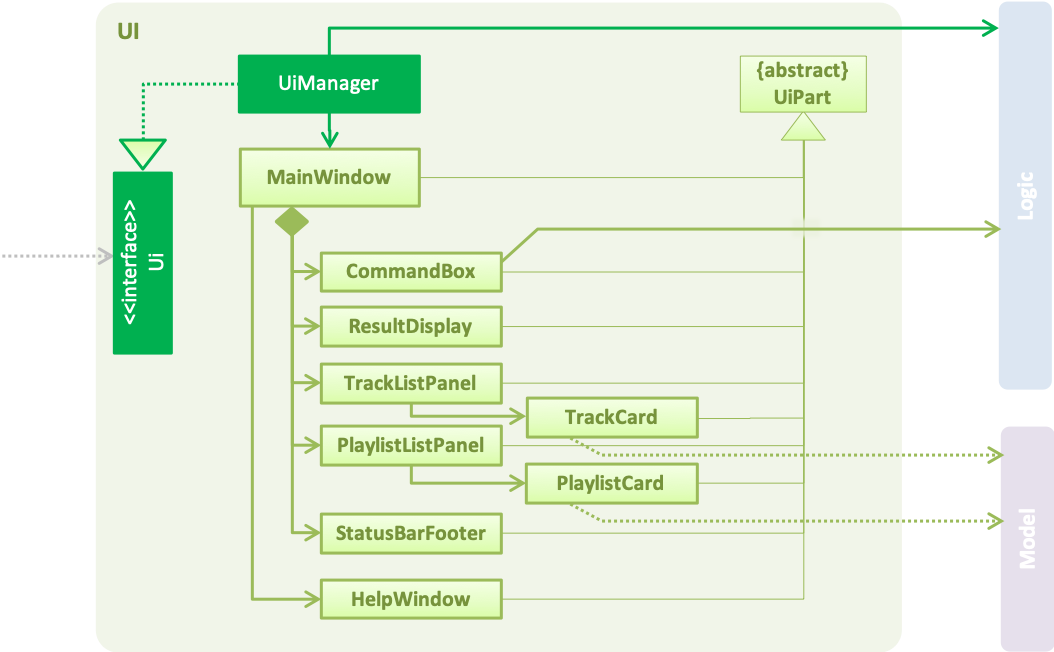 UI
UiManager
{abstract}
UiPart
MainWindow
<<interface>>
Ui
CommandBox
ResultDisplay
TrackListPanel
TrackCard
PlaylistListPanel
PlaylistCard
StatusBarFooter
HelpWindow
Logic
Model